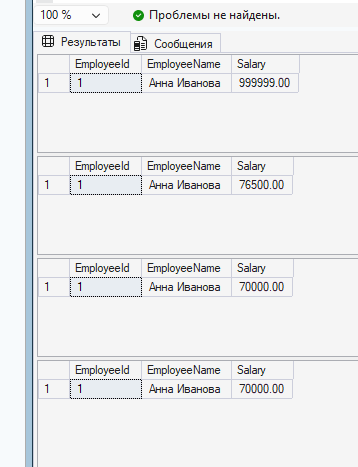 100 %
Проблемы не найдены.
Результаты
Сообщения
EmployeeId EmployeeName Salary
1 1 Анна Иванова 999999.00
EmployeeId EmployeeName Salary
1 1 Анна Иванова 76500.00
EmployeeId EmployeeName Salary
1 1 Анна Иванова 70000.00
EmployeeId EmployeeName Salary
1 1 Анна Иванова 70000.00